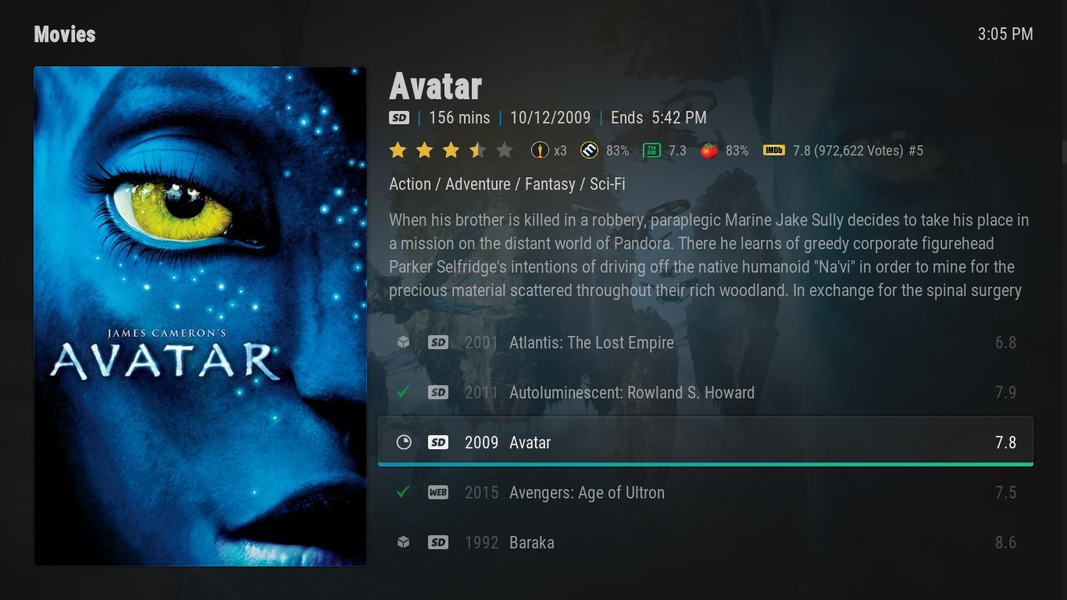 Movies
3:05 PM
JAMES CAMERON'S
AVATAR
Avatar
SD | 156 mins | 10/12/2009 | Ends 5:42 PM
x3 83% TMDb 7.3 83% IMDb 7.8 (972,622 Votes) #5
Action / Adventure / Fantasy / Sci-Fi
When his brother is killed in a robbery, paraplegic Marine Jake Sully decides to take his place in
a mission on the distant world of Pandora. There he learns of greedy corporate figurehead
Parker Selfridge's intentions of driving off the native humanoid "Na'vi" in order to mine for the
precious material scattered throughout their rich woodland. In exchange for the spinal surgery
SD 2001 Atlantis: The Lost Empire 6.8
SD 2011 Autoluminescent: Rowland S. Howard 7.9
SD 2009 Avatar 7.8
WEB 2015 Avengers: Age of Ultron 7.5
SD 1992 Baraka 8.6